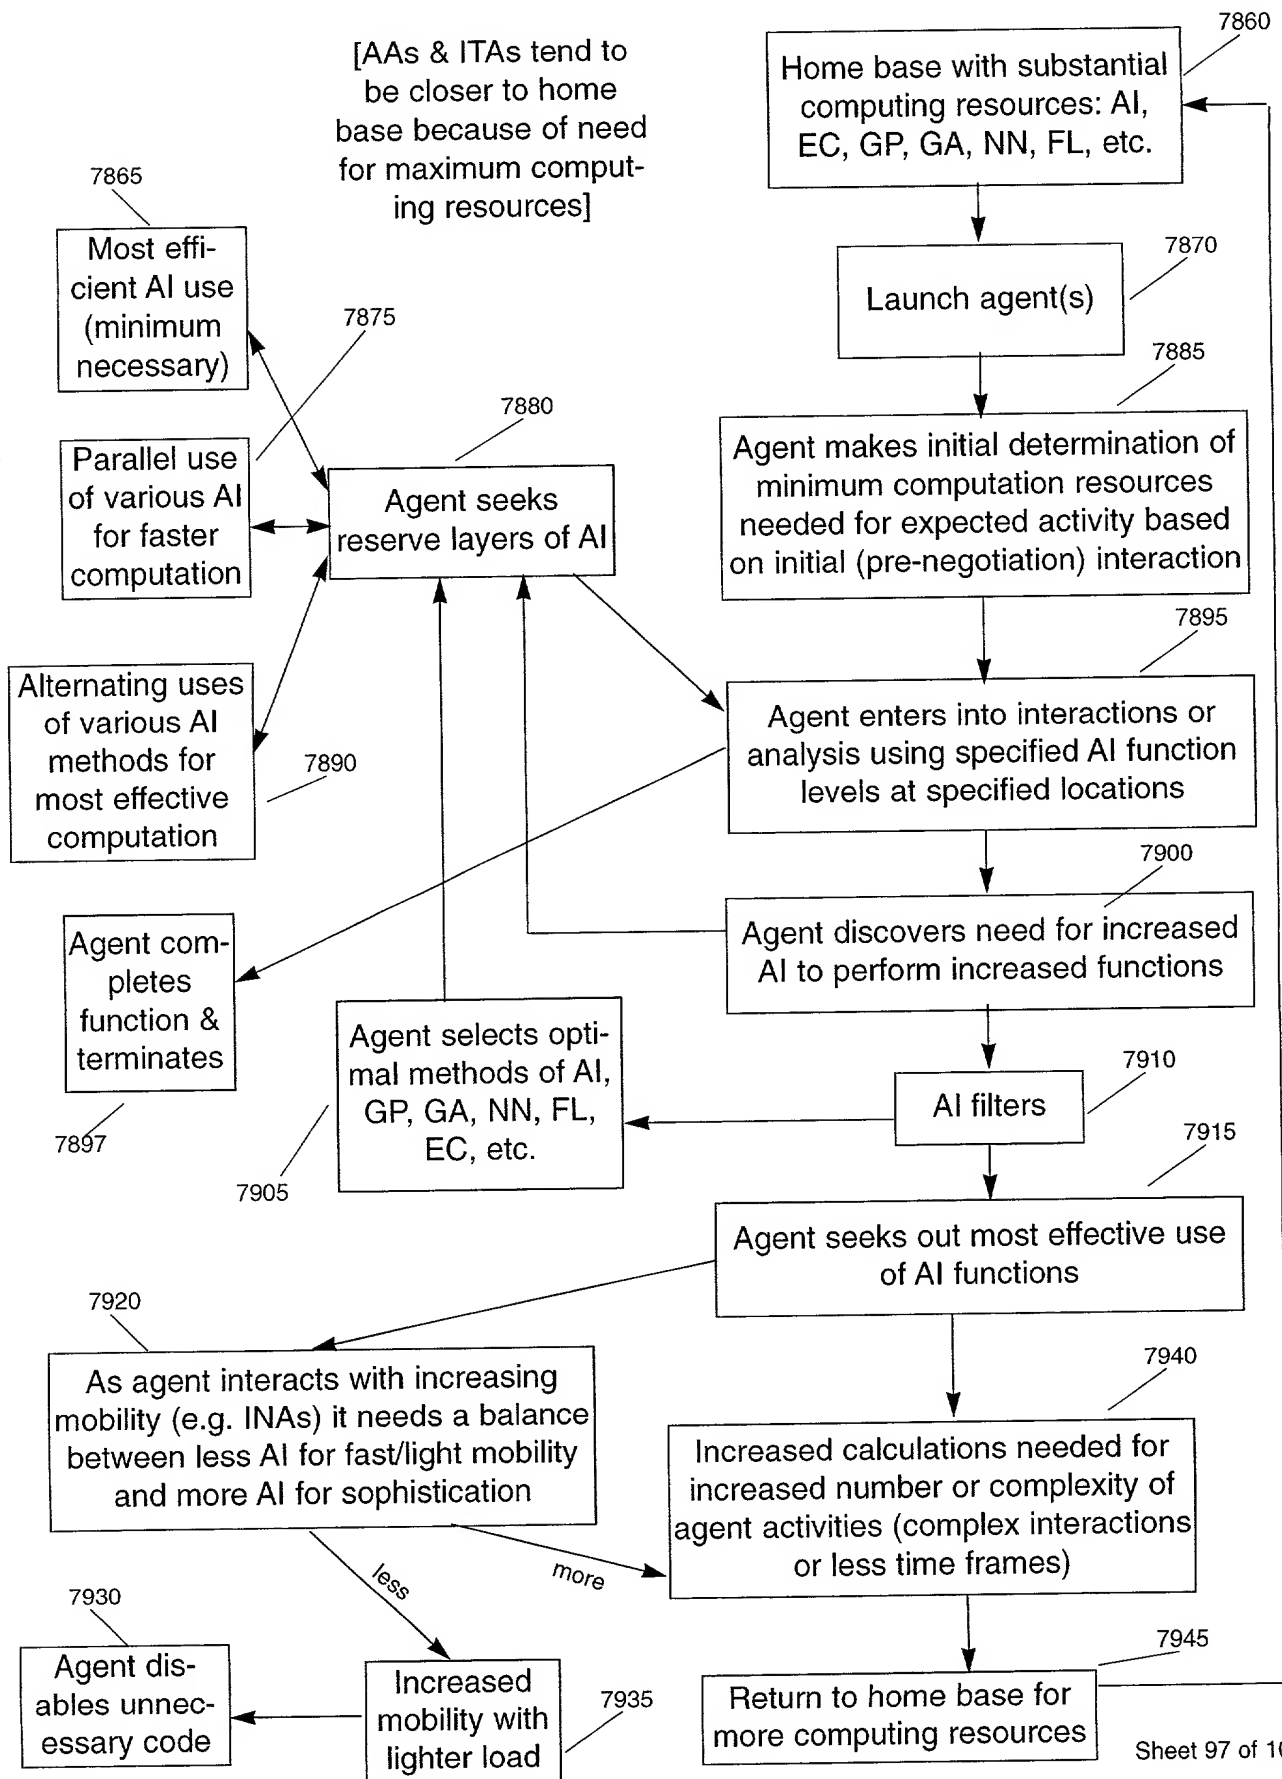 7860
[AAs & ITAs tend to
be closer to home
base because of need
for maximum comput-
ing resources]
Home base with substantial
computing resources: AI,
EC, GP, GA, NN, FL, etc.
7865
Most effi-
cient AI use
(minimum
necessary)
7870
Launch agent(s)
7875
Parallel use
of various AI
for faster
computation
7880
Agent seeks
reserve layers of AI
7885
Agent makes initial determination of
minimum computation resources
needed for expected activity based
on initial (pre-negotiation) interaction
Alternating uses
of various AI
methods for
most effective
computation
7890
7895
Agent enters into interactions or
analysis using specified AI function
levels at specified locations
Agent com-
pletes
function &
terminates
7897
7900
Agent discovers need for increased
AI to perform increased functions
Agent selects opti-
mal methods of AI,
GP, GA, NN, FL,
EC, etc.
7905
7910
AI filters
7915
Agent seeks out most effective use
of AI functions
7920
As agent interacts with increasing
mobility (e.g. INAs) it needs a balance
between less AI for fast/light mobility
and more AI for sophistication
less
more
7940
Increased calculations needed for
increased number or complexity of
agent activities (complex interactions
or less time frames)
7930
Agent dis-
ables unnec-
essary code
Increased
mobility with
lighter load
7935
7945
Return to home base for
more computing resources
Sheet 97 of